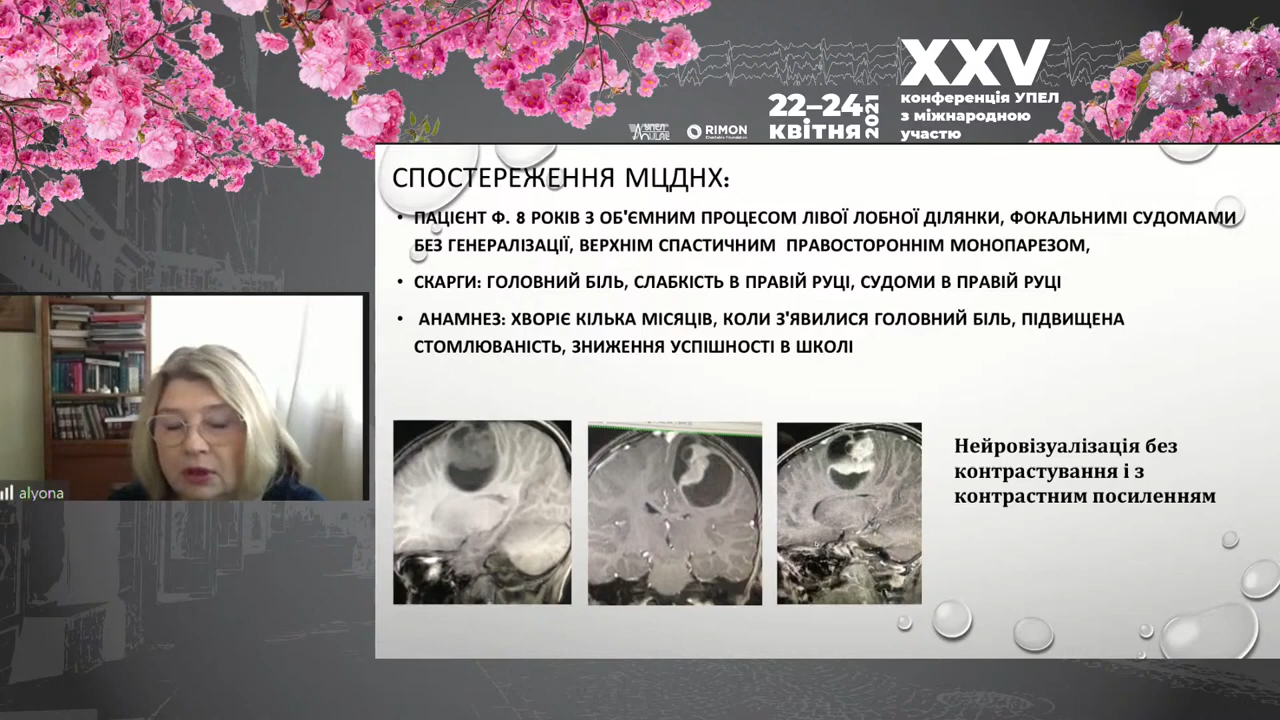 XXV
22–24
квітня
2021
конференція УПЕЛ
з міжнародною
участю
RIMON
СПОСТЕРЕЖЕННЯ МЦДНХ:
• ПАЦІЄНТ Ф. 8 РОКІВ З ОБ'ЄМНИМ ПРОЦЕСОМ ЛІВОЇ ЛОБНОЇ ДІЛЯНКИ, ФОКАЛЬНИМІ СУДОМАМИ
БЕЗ ГЕНЕРАЛІЗАЦІЇ, ВЕРХНІМ СПАСТИЧНИМ ПРАВОСТОРОННІМ МОНОПАРЕЗОМ,
• СКАРГИ: ГОЛОВНИЙ БІЛЬ, СЛАБКІСТЬ В ПРАВІЙ РУЦІ, СУДОМИ В ПРАВІЙ РУЦІ
• АНАМНЕЗ: ХВОРІЄ КІЛЬКА МІСЯЦІВ, КОЛИ З'ЯВИЛИСЯ ГОЛОВНИЙ БІЛЬ, ПІДВИЩЕНА
СТОМЛЮВАНІСТЬ, ЗНИЖЕННЯ УСПІШНОСТІ В ШКОЛІ
Нейровізуалізація без
контрастування і з
контрастним посиленням
alyona